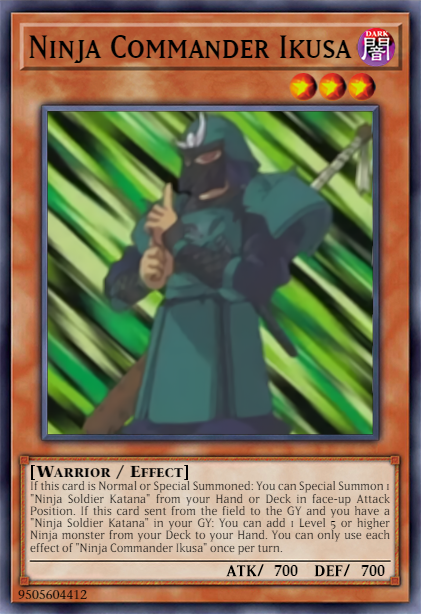 Ninja Commander Ikusa
DARK
闇
[Warrior / Effect]
If this card is Normal or Special Summoned: You can Special Summon 1
"Ninja Soldier Katana" from your Hand or Deck in face-up Attack
Position. If this card sent from the field to the GY and you have a
"Ninja Soldier Katana" in your GY: You can add 1 Level 5 or higher
Ninja monster from your Deck to your Hand. You can only use each
effect of "Ninja Commander Ikusa" once per turn.
ATK/ 700 DEF/ 700
9505604412